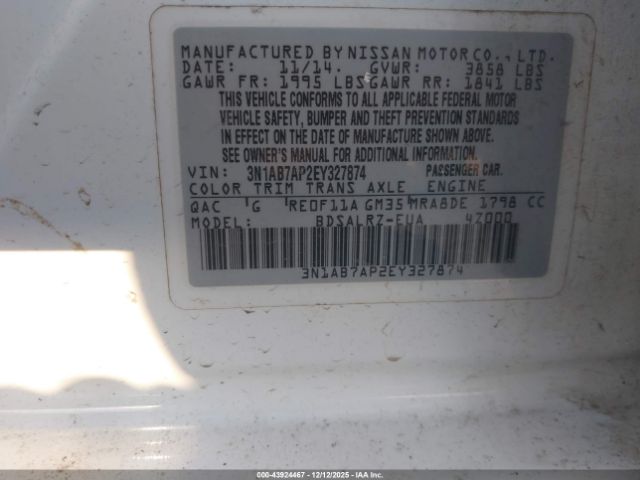 MANUFACTURED BY NISSAN MOTOR CO., LTD.
DATE: 11/14. GVWR: 3858 LBS
GAWR FR: 1995 LBS GAWR RR: 1841 LBS
THIS VEHICLE CONFORMS TO ALL APPLICABLE FEDERAL MOTOR
VEHICLE SAFETY, BUMPER AND THEFT PREVENTION STANDARDS
IN EFFECT ON THE DATE OF MANUFACTURE SHOWN ABOVE.
SEE OWNER'S MANUAL FOR ADDITIONAL INFORMATION.
VIN: 3N1AB7AP2EY327874 PASSENGER CAR.
COLOR TRIM TRANS AXLE ENGINE
QAC G RE0F11A GM35 MRA8DE 1798 CC
MODEL: BDSALRZ-EUA 4Z000
3N1AB7AP2EY327874
000-43924467 - 12/12/2025 - IAAI.com